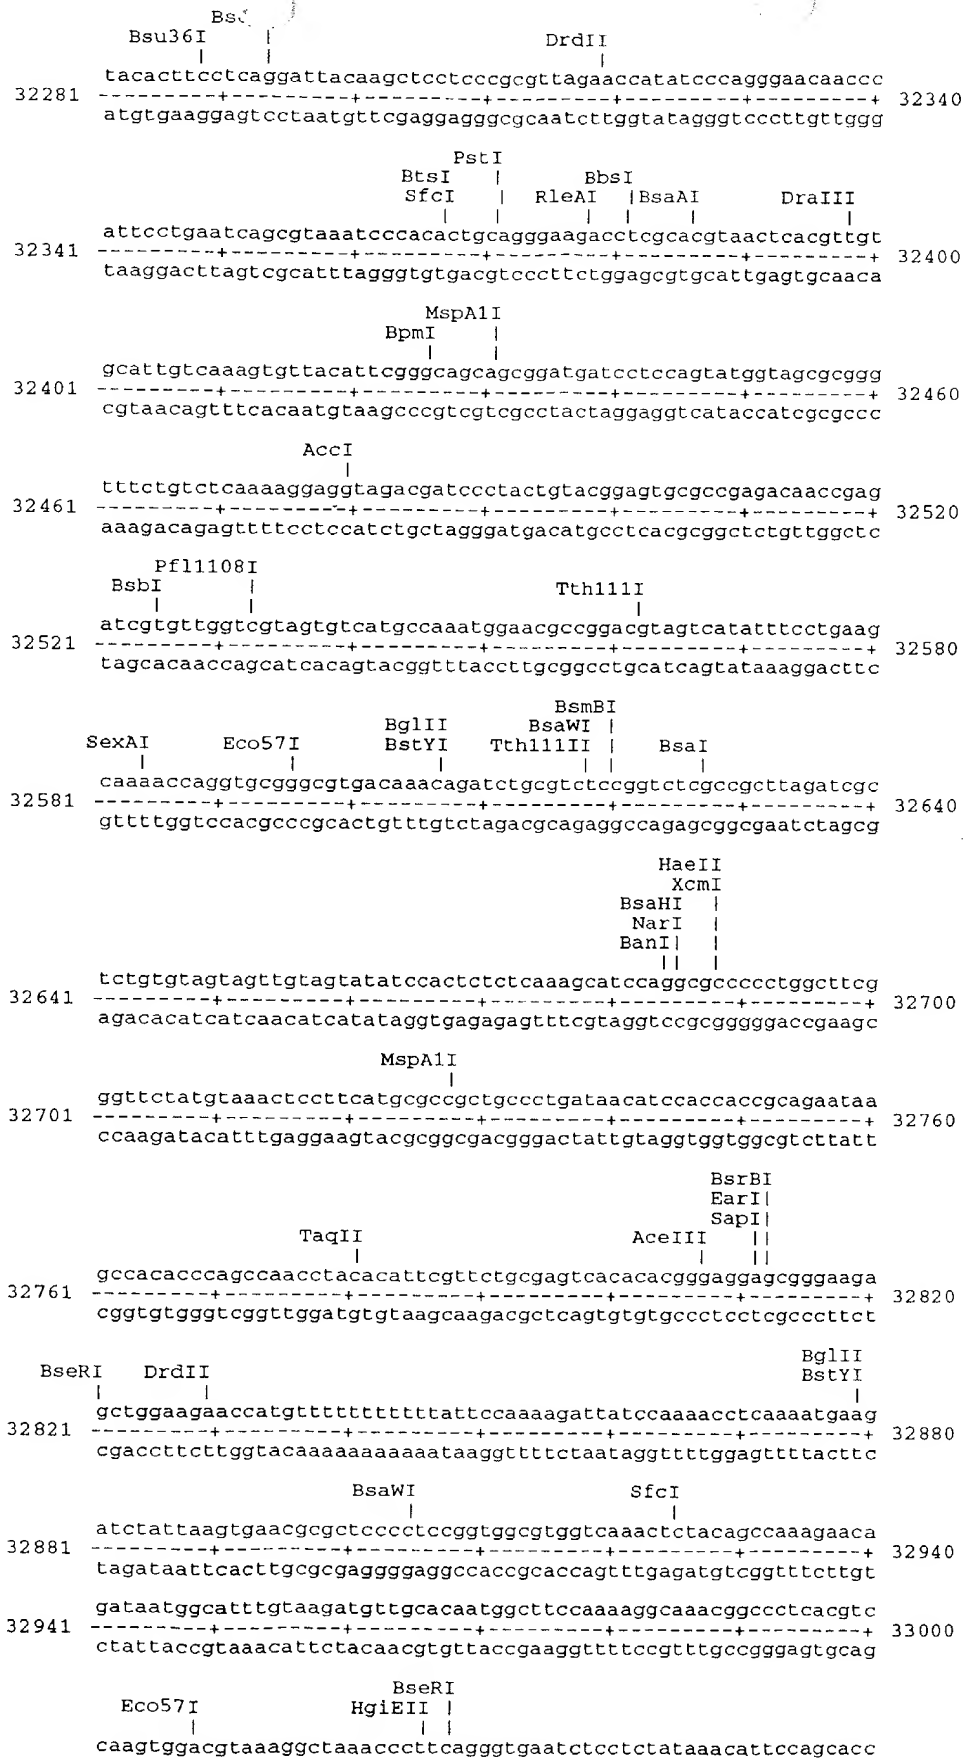 Bsu36I
DrdII
tacacttcctcaggattacaagctcctcccgcgttagaaccatatcccagggaacaaccc
32281 ---------+---------+---------+---------+---------+---------+ 32340
atgtgaaggagtcctaatgttcgaggagggcgcaatcttggtatagggtcccttgttggg
PstI
BtsI | BbsI
SfcI | RleAI |BsaAI DraIII
attcctgaatcagcgtaaatcccacactgcagggaagacctcgcacgtaactcacgttgt
32341 ---------+---------+---------+---------+---------+---------+ 32400
taaggacttagtcgcatttagggtgtgacgtcccttctggagcgtgcattgagtgcaaca
MspA1I
BpmI |
gcattgtcaaagtgttacattcgggcagcagcggatgatcctccagtatggtagcgcggg
32401 ---------+---------+---------+---------+---------+---------+ 32460
cgtaacagtttcacaatgtaagcccgtcgtcgcctactaggaggtcataccatcgcgccc
AccI
tttctgtctcaaaaggaggtagacgatccctactgtacggagtgcgccgagacaaccgag
32461 ---------+---------+---------+---------+---------+---------+ 32520
aaagacagagttttcctccatctgctagggatgacatgcctcacgcggctctgttggctc
Pfl1108I
BsbI | Tth111I
atcgtgttggtcgtagtgtcatgccaaatggaacgccggacgtagtcatatttcctgaag
32521 ---------+---------+---------+---------+---------+---------+ 32580
tagcacaaccagcatcacagtacggtttaccttgcggcctgcatcagtataaaggacttc
BsmBI
BglII BsaWI |
SexAI Eco57I BstYI Tth111II | BsaI
caaaaccaggtgcgggcgtgacaaacagatctgcgtctccggtctcgccgcttagatcgc
32581 ---------+---------+---------+---------+---------+---------+ 32640
gttttggtccacgcccgcactgtttgtctagacgcagaggccagagcggcgaatctagcg
HaeII
XcmI
BsaHI |
NarI |
BanI| |
tctgtgtagtagttgtagtatatccactctctcaaagcatccaggcgccccctggcttcg
32641 ---------+---------+---------+---------+---------+---------+ 32700
agacacatcatcaacatcatataggtgagagagtttcgtaggtccgcgggggaccgaagc
MspA1I
ggttctatgtaaactccttcatgcgccgctgccctgataacatccaccaccgcagaataa
32701 ---------+---------+---------+---------+---------+---------+ 32760
ccaagatacatttgaggaagtacgcggcgacgggactattgtaggtggtggcgtcttatt
BsrBI
EarI|
SapI|
TaqII AceIII ||
gccacacccagccaacctacacattcgttctgcgagtcacacacgggaggagcgggaaga
32761 ---------+---------+---------+---------+---------+---------+ 32820
cggtgtgggtcggttggatgtgtaagcaagacgctcagtgtgtgccctcctcgcccttct
BglII
BseRI DrdII BstYI
gctggaagaaccatgtttttttttttattccaaaagattatccaaaacctcaaaatgaag
32821 ---------+---------+---------+---------+---------+---------+ 32880
cgaccttcttggtacaaaaaaaaaaataaggttttctaataggttttggagttttacttc
BsaWI SfcI
atctattaagtgaacgcgctcccctccggtggcgtggtcaaactctacagccaaagaaca
32881 ---------+---------+---------+---------+---------+---------+ 32940
tagataattcacttgcgcgaggggaggccaccgcaccagtttgagatgtcggtttcttgt
gataatggcatttgtaagatgttgcacaatggcttccaaaaggcaaacggccctcacgtc
32941 ---------+---------+---------+---------+---------+---------+ 33000
ctattaccgtaaacattctacaacgtgttaccgaaggttttccgtttgccgggagtgcag
BseRI
Eco57I HgiEII |
caagtggacgtaaaggctaaacccttcagggtgaatctcctctataaacattccagcacc